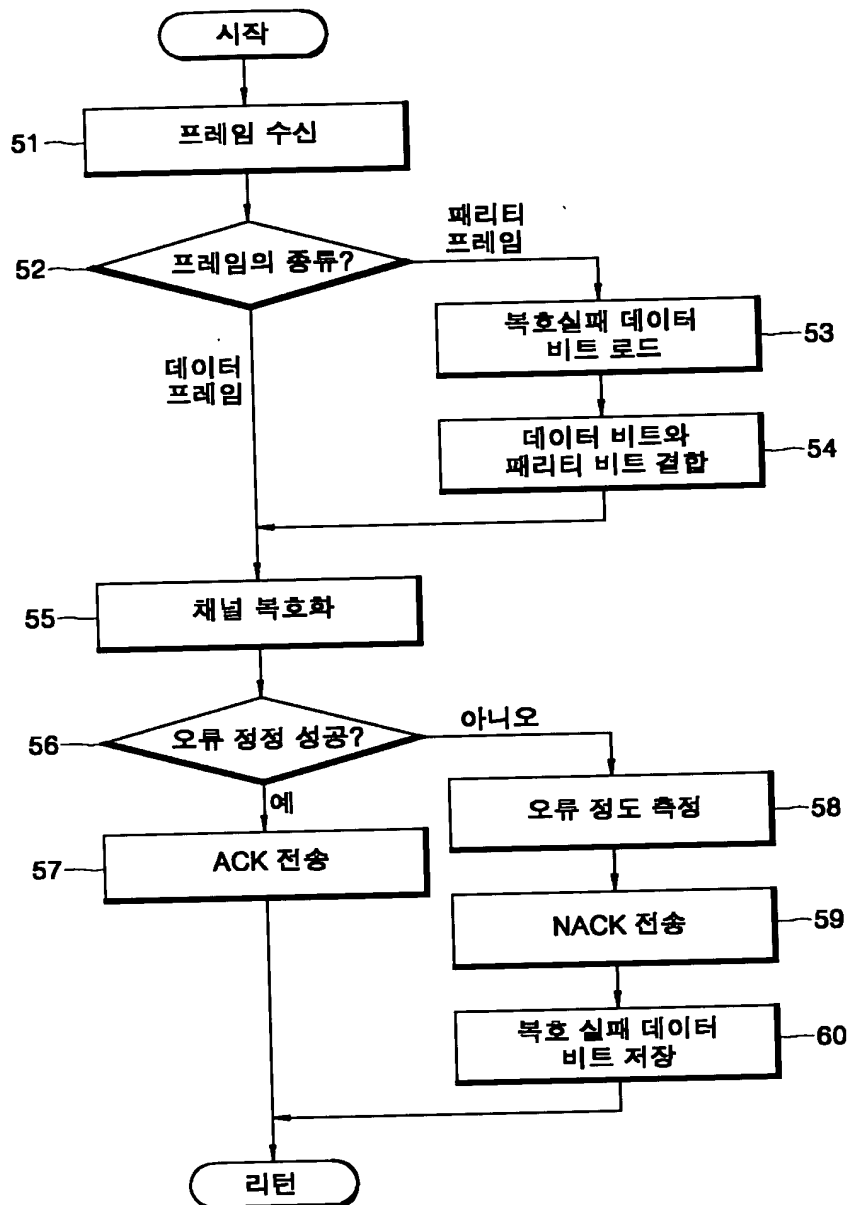 시작
51
프레임 수신
52
프레임의 종류?
패리티
프레임
데이터
프레임
복호실패 데이터
비트 로드
53
데이터 비트와
패리티 비트 결합
54
55
채널 복호화
56
오류 정정 성공?
아니오
예
57
ACK 전송
오류 정도 측정
58
NACK 전송
59
복호 실패 데이터
비트 저장
60
리턴